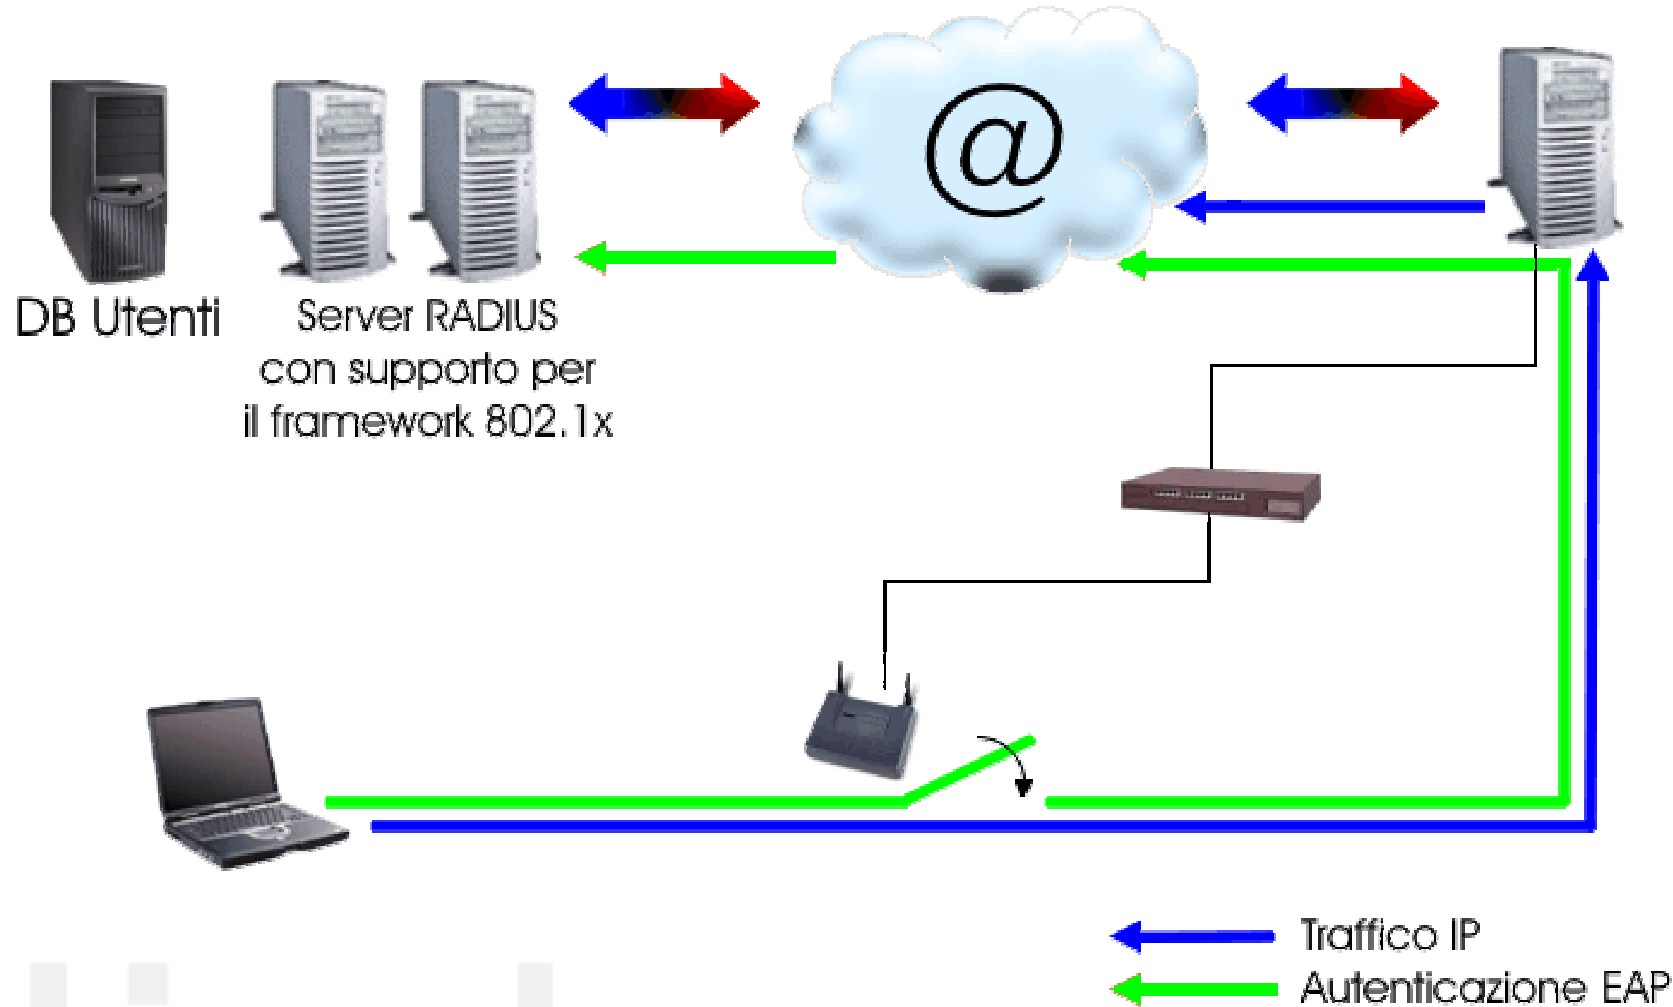 @
DB Utenti
Server RADIUS
con supporto per
il framework 802.1x
Traffico IP
Autenticazione EAP